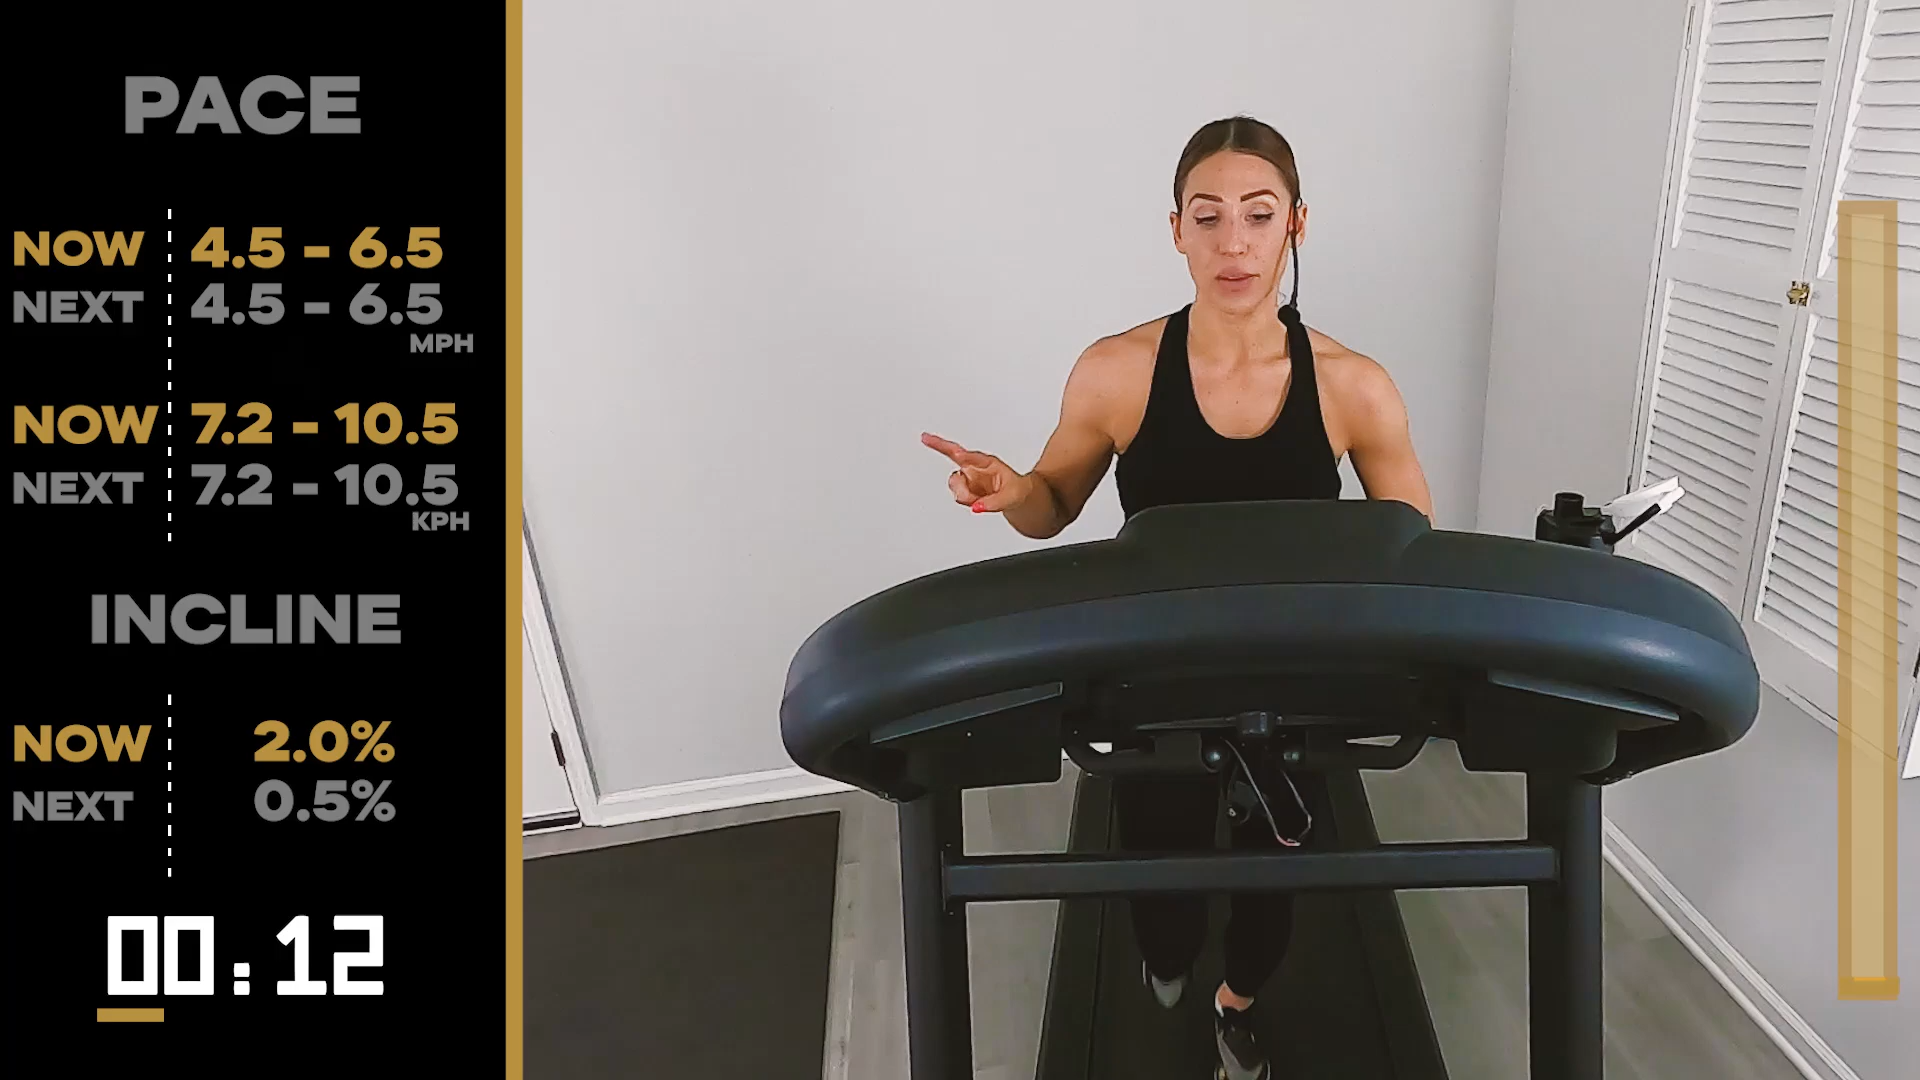 PACE
NOW 4.5 - 6.5
NEXT 4.5 - 6.5
MPH
NOW 7.2 - 10.5
NEXT 7.2 - 10.5
KPH
INCLINE
NOW 2.0%
NEXT 0.5%
00:12